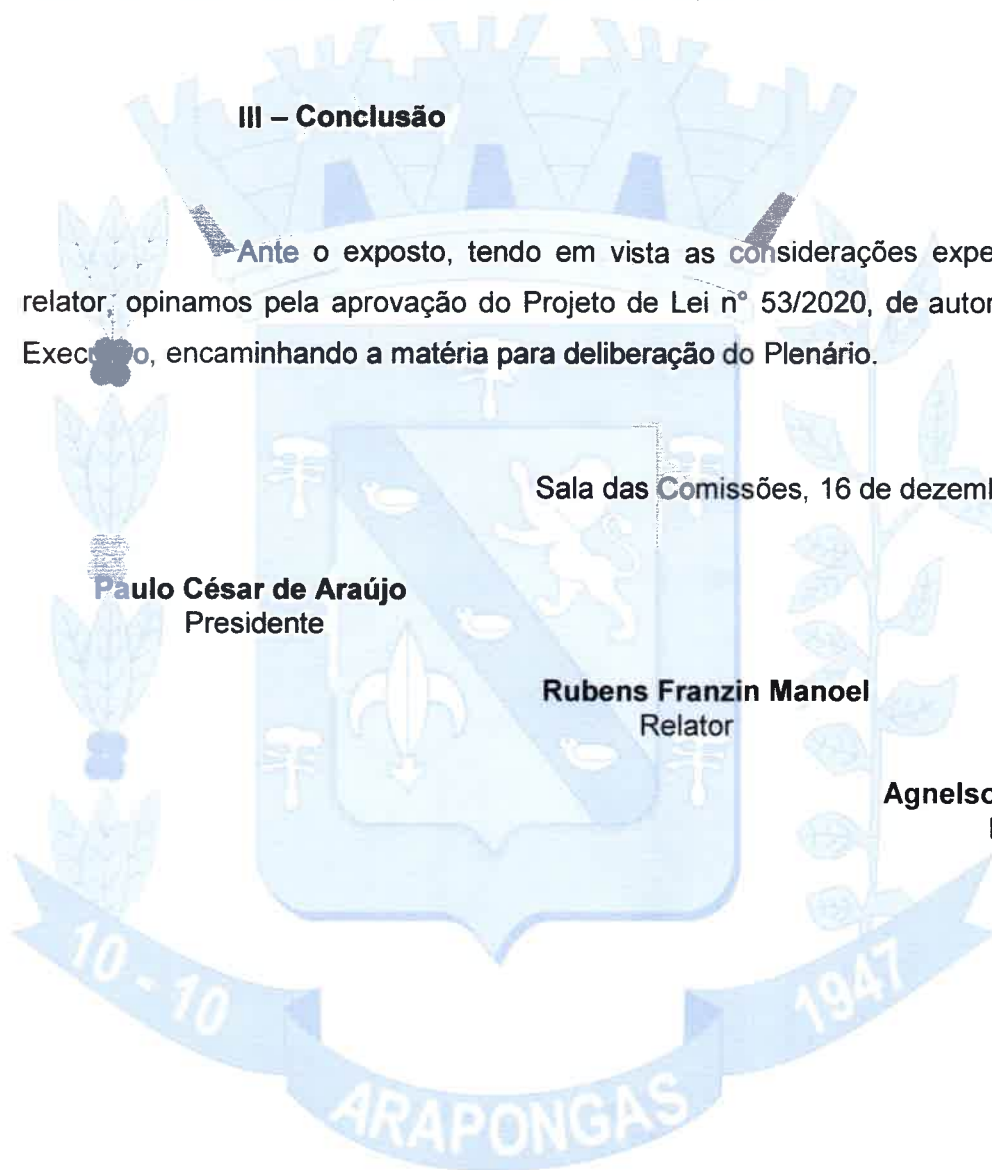 III – Conclusão
Ante o exposto, tendo em vista as considerações expe
relator, opinamos pela aprovação do Projeto de Lei n° 53/2020, de autor
Executivo, encaminhando a matéria para deliberação do Plenário.
Sala das Comissões, 16 de dezem
Paulo César de Araújo
Presidente
Rubens Franzin Manoel
Relator
Agnelso
10 - 10
1947
ARAPONGAS